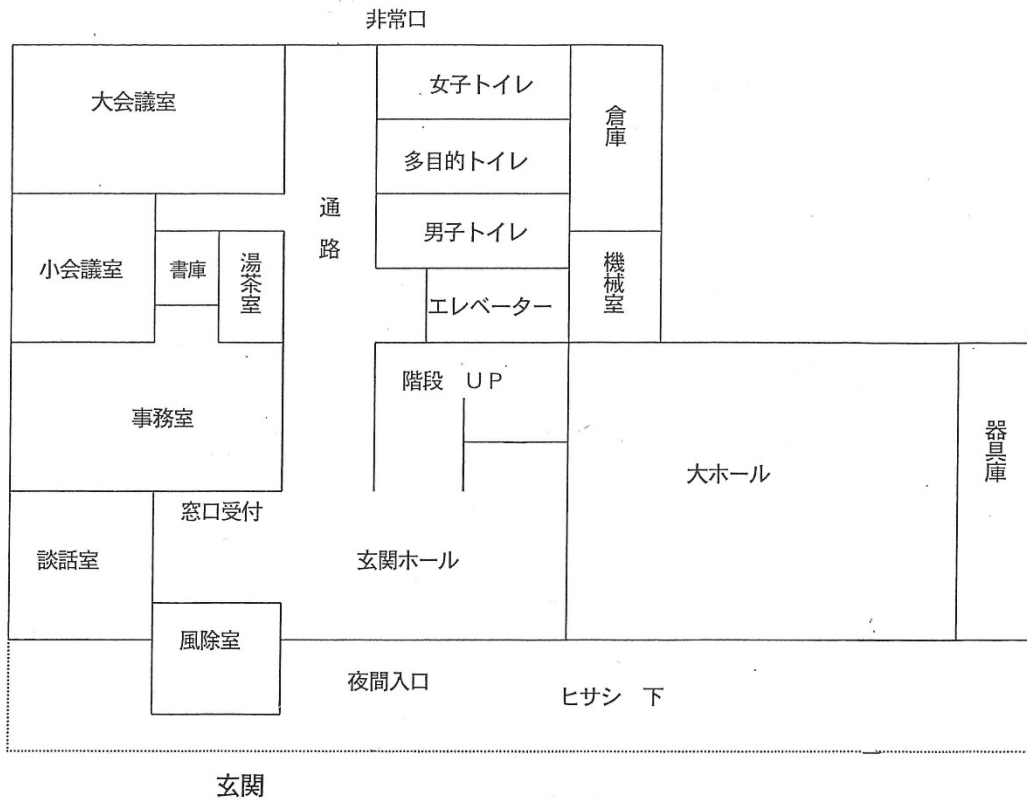 非常口
大会議室
女子トイレ
倉庫
多目的トイレ
通路
男子トイレ
小会議室
書庫
湯茶室
機械室
エレベーター
階段 UP
事務室
大ホール
器具庫
窓口受付
談話室
玄関ホール
風除室
夜間入口
ヒサシ 下
玄関